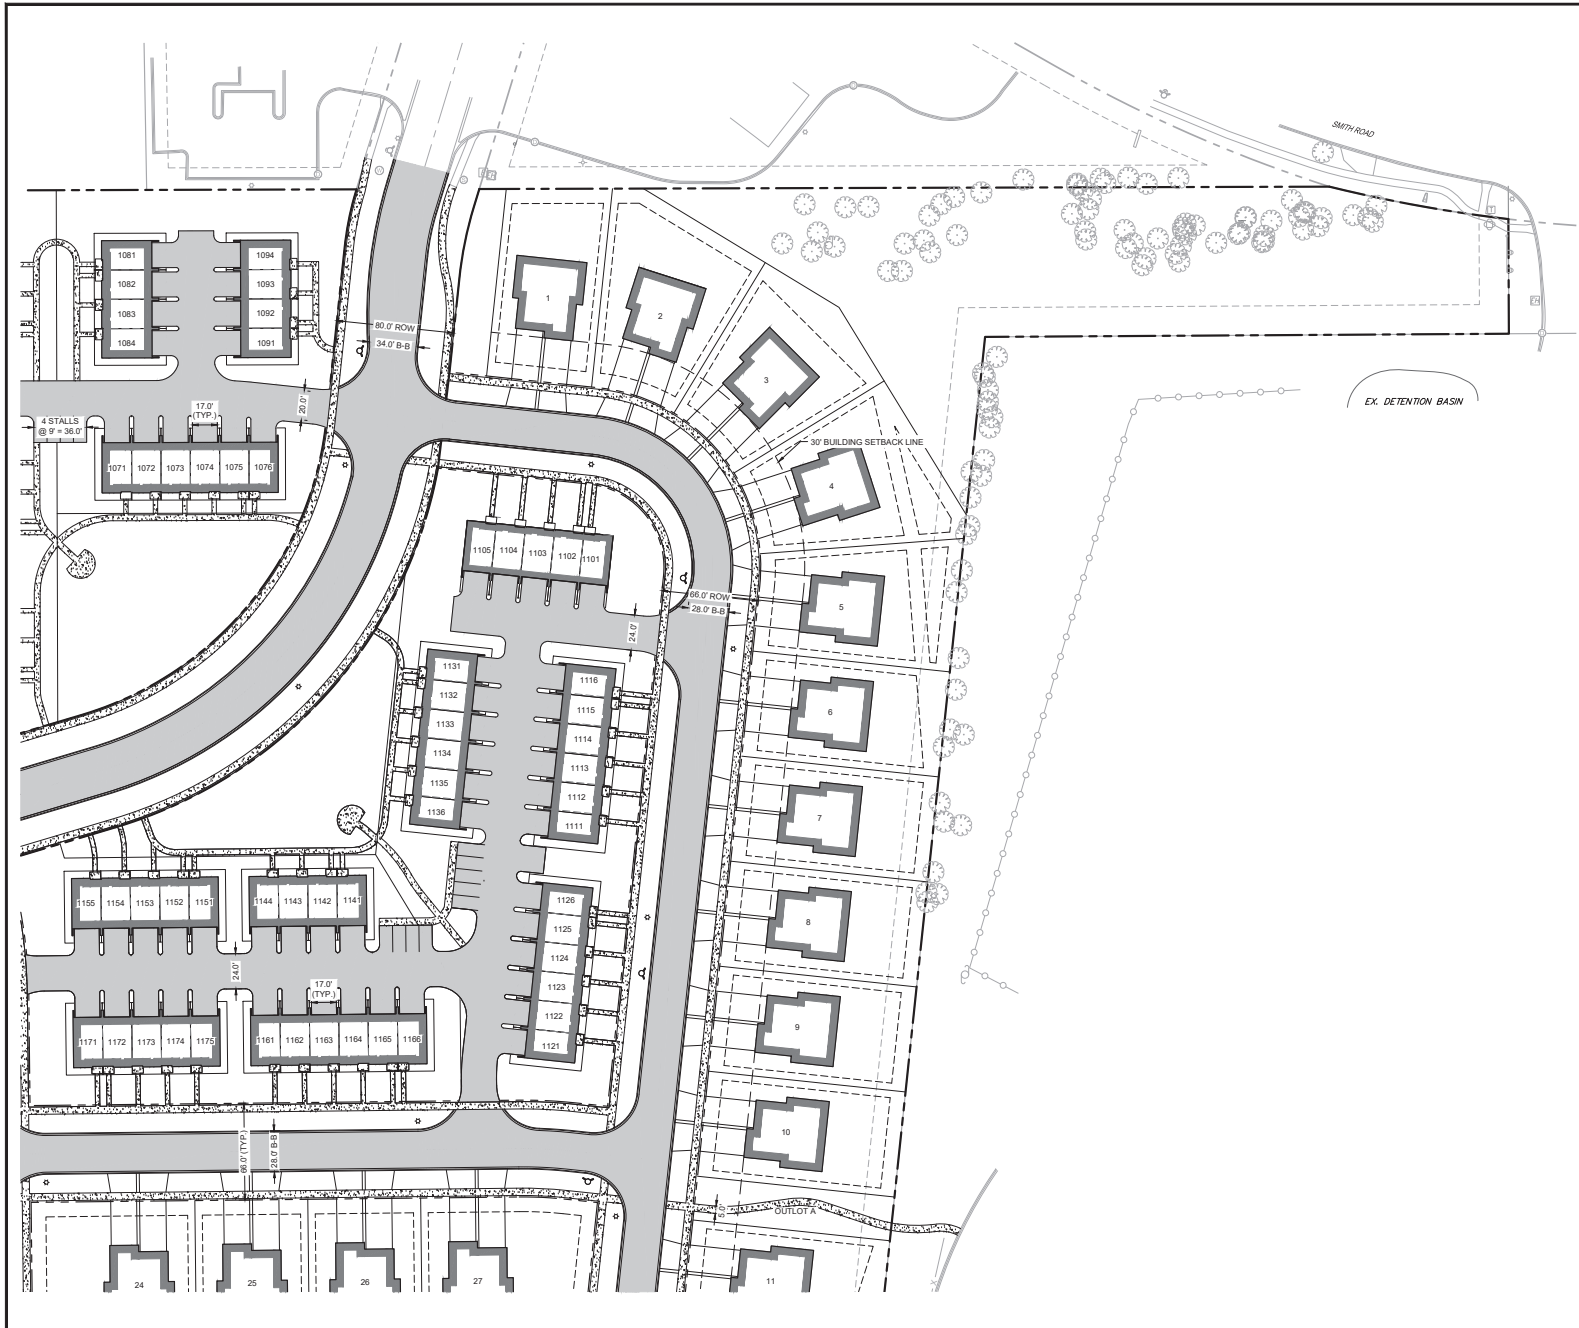 SMITH ROAD
1081
1082
1083
1084
1094
1093
1092
1091
80.0' ROW
34.0' B-B
1
2
3
EX. DETENTION BASIN
20.0'
17.0'
(TYP.)
4 STALLS
@ 9' = 36.0'
1071 1072 1073 1074 1075 1076
30' BUILDING SETBACK LINE
4
1105 1104 1103 1102 1101
66.0' ROW
28.0' B-B
5
24.0'
1131
1132
1133
1134
1135
1136
1116
1115
1114
1113
1112
1111
6
7
1155 1154 1153 1152 1151
1144 1143 1142 1141
1126
1125
1124
1123
1122
1121
8
24.0'
17.0'
(TYP.)
9
1171 1172 1173 1174 1175
1161 1162 1163 1164 1165 1166
10
66.0' (TYP.)
28.0' B-B
5.0'
OUTLOT A
24
25
26
27
11